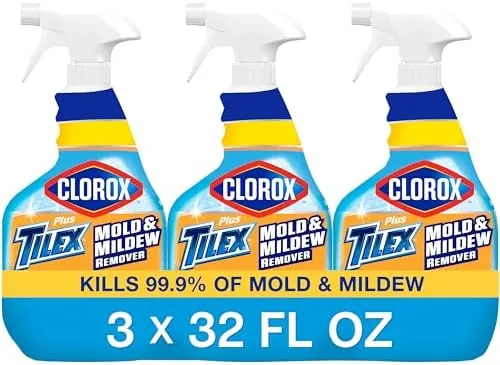 CLOROX
Plus
TILEX
MOLD &
MILDEW
REMOVER
CLOROX
Plus
TILEX
MOLD &
MILDEW
REMOVER
CLOROX
Plus
TILEX
MOLD &
MILDEW
REMOVER
KILLS 99.9% OF MOLD & MILDEW
3 X 32 FL OZ